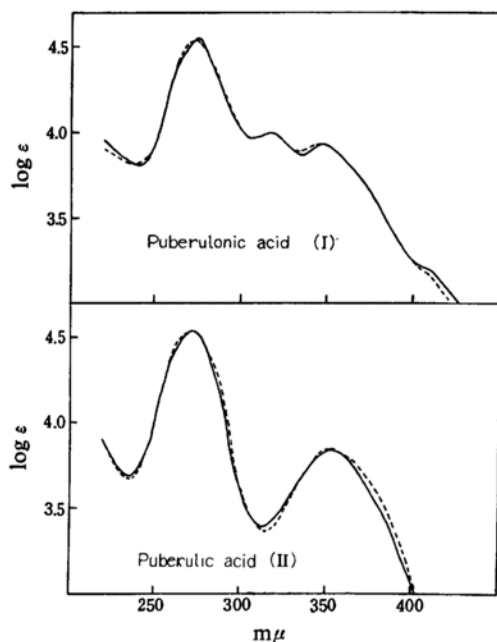 4.5
4.0
3.5
log ε
Puberulonic acid (I)
4.5
4.0
3.5
log ε
Puberulic acid (II)
250 300 350 400
mμ